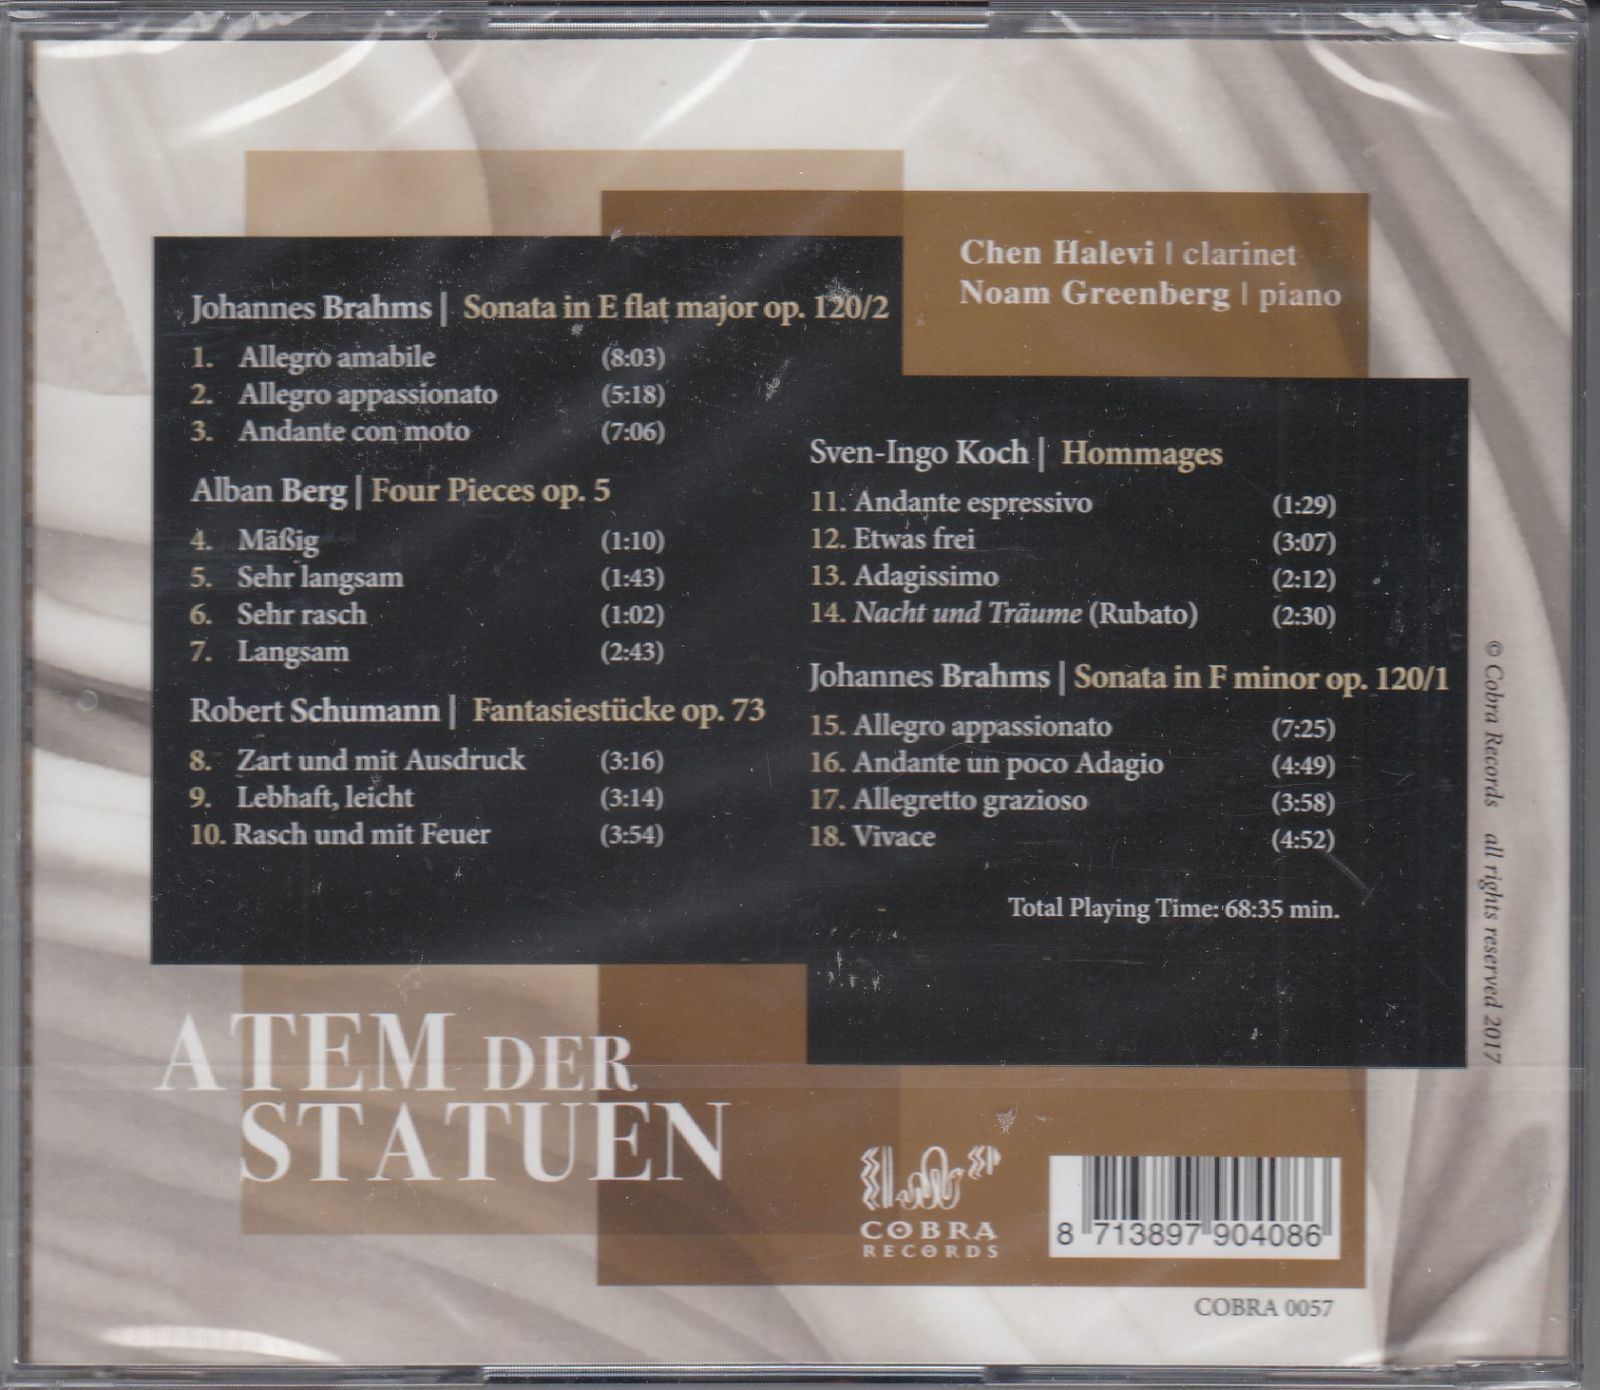 Chen Halevi | clarinet
Noam Greenberg | piano
Johannes Brahms | Sonata in E flat major op. 120/2
1. Allegro amabile (8:03)
2. Allegro appassionato (5:18)
3. Andante con moto (7:06)
Alban Berg | Four Pieces op. 5
4. Mäßig (1:10)
5. Sehr langsam (1:43)
6. Sehr rasch (1:02)
7. Langsam (2:43)
Robert Schumann | Fantasiestücke op. 73
8. Zart und mit Ausdruck (3:16)
9. Lebhaft, leicht (3:14)
10. Rasch und mit Feuer (3:54)
Sven-Ingo Koch | Hommages
11. Andante espressivo (1:29)
12. Etwas frei (3:07)
13. Adagissimo (2:12)
14. Nacht und Träume (Rubato) (2:30)
Johannes Brahms | Sonata in F minor op. 120/1
15. Allegro appassionato (7:25)
16. Andante un poco Adagio (4:49)
17. Allegretto grazioso (3:58)
18. Vivace (4:52)
Total Playing Time: 68:35 min.
© Cobra Records all rights reserved 2017
ATEM DER
STATUEN
COBRA
RECORDS
8 713897 904086
COBRA 0057